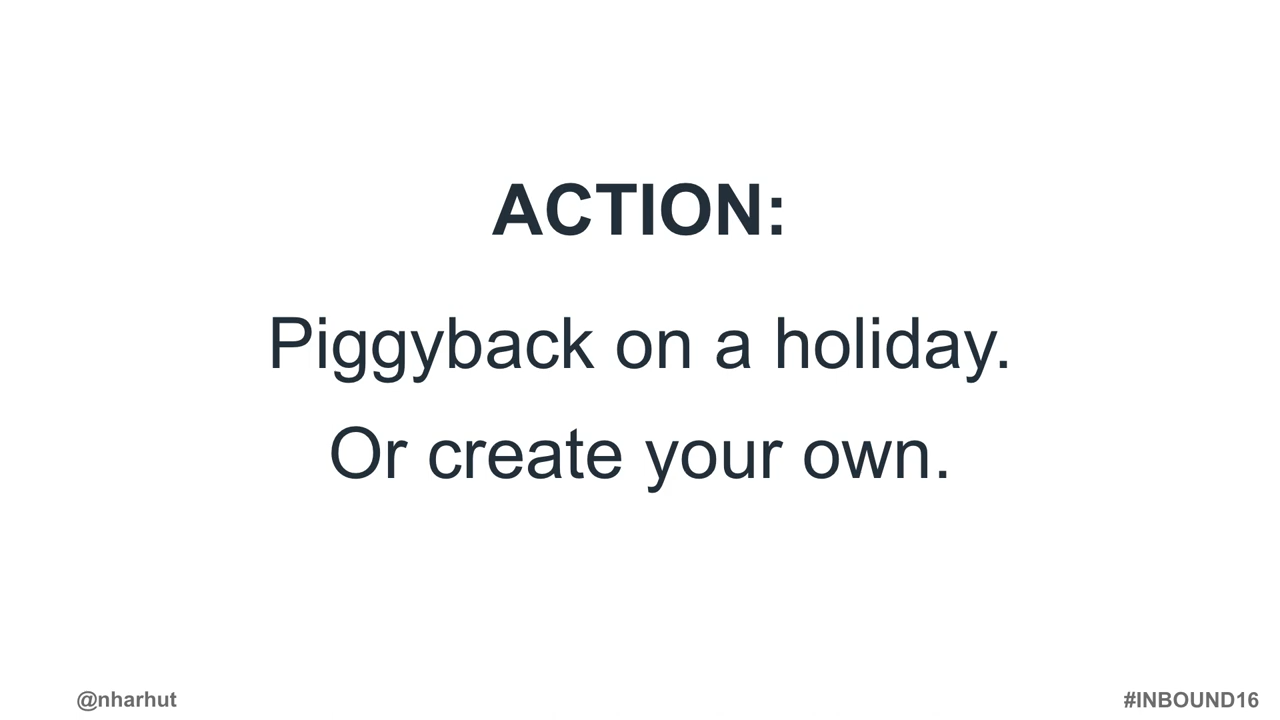 ACTION:
Piggyback on a holiday.
Or create your own.
@nharhut
#INBOUND16